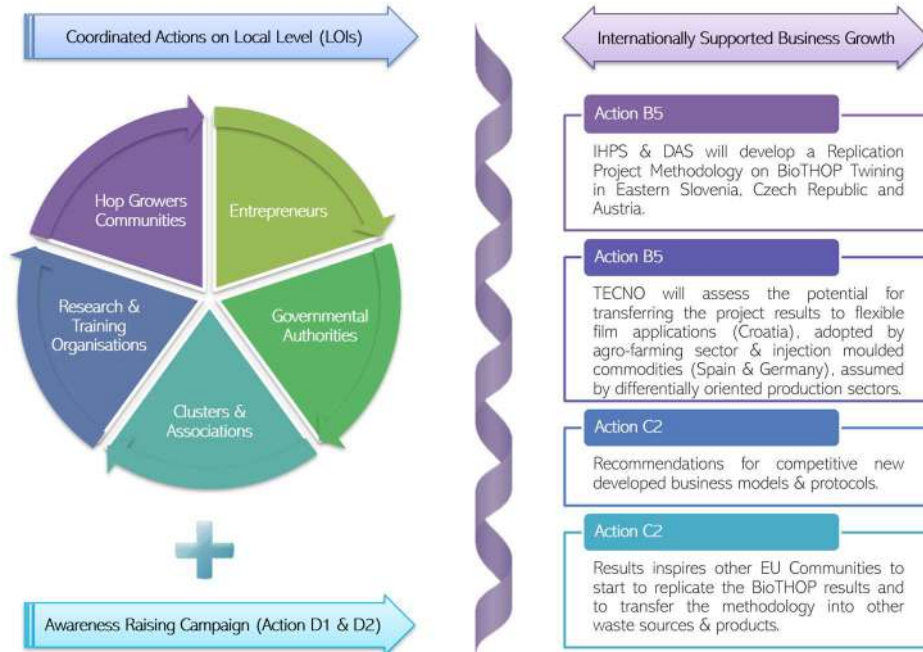 Coordinated Actions on Local Level (LOIs)
Hop Growers
Communities
Entrepreneurs
Research &
Training
Organisations
Governmental
Authorities
Clusters &
Associations
Awareness Raising Campaign (Action D1 & D2)
Internationally Supported Business Growth
Action B5
IHPS & DAS will develop a Replication
Project Methodology on BioTHOP Twining
in Eastern Slovenia, Czech Republic and
Austria.
Action B5
TECNO will assess the potential for
transferring the project results to flexible
film applications (Croatia), adopted by
agro-farming sector & injection moulded
commodities (Spain & Germany), assumed
by differentially oriented production sectors.
Action C2
Recommendations for competitive new
developed business models & protocols.
Action C2
Results inspires other EU Communities to
start to replicate the BioTHOP results and
to transfer the methodology into other
waste sources & products.